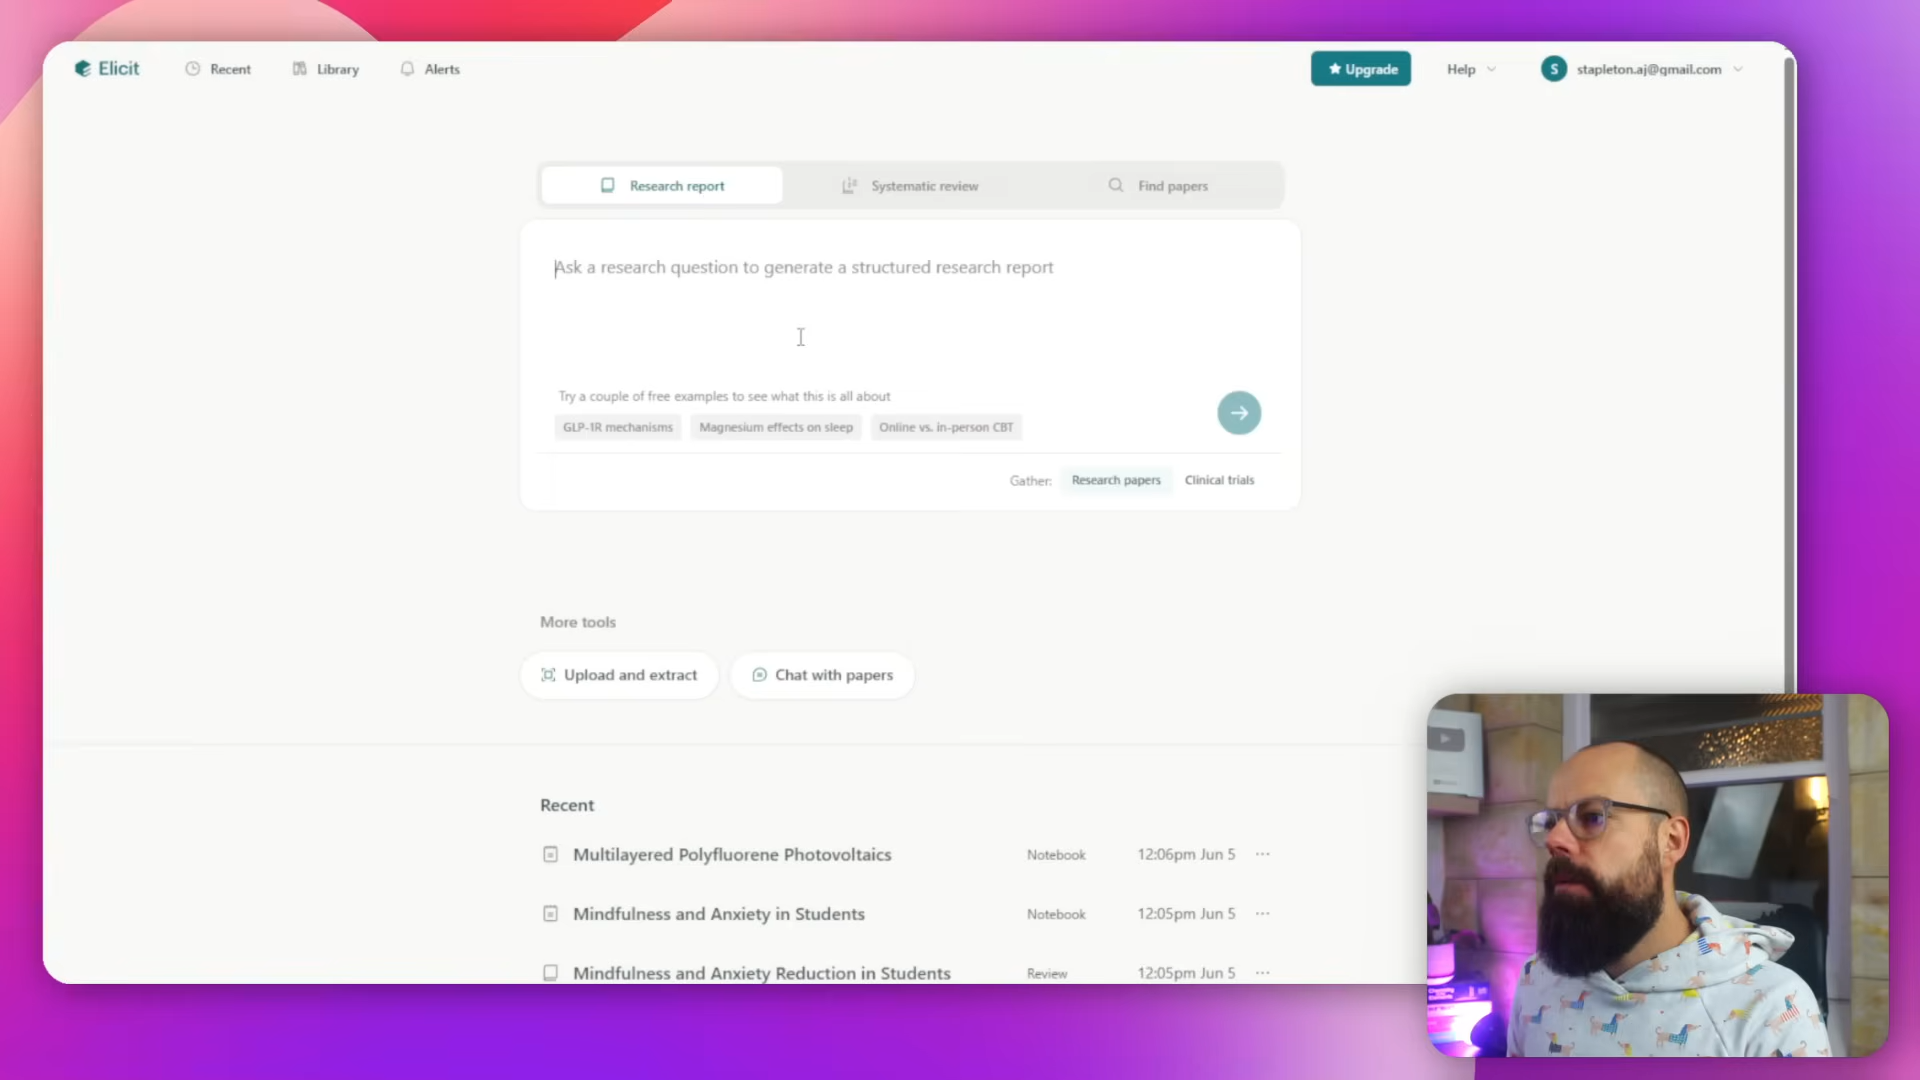 Elicit
Recent
Library
Alerts
Upgrade
Help
S
stapleton.aj@gmail.com
Research report
Systematic review
Find papers
Ask a research question to generate a structured research report
Try a couple of free examples to see what this is all about
GLP-1R mechanisms
Magnesium effects on sleep
Online vs. in-person CBT
Gather:
Research papers
Clinical trials
More tools
Upload and extract
Chat with papers
Recent
Multilayered Polyfluorene Photovoltaics
Notebook
12:06pm Jun 5
Mindfulness and Anxiety in Students
Notebook
12:05pm Jun 5
Mindfulness and Anxiety Reduction in Students
Review
12:05pm Jun 5